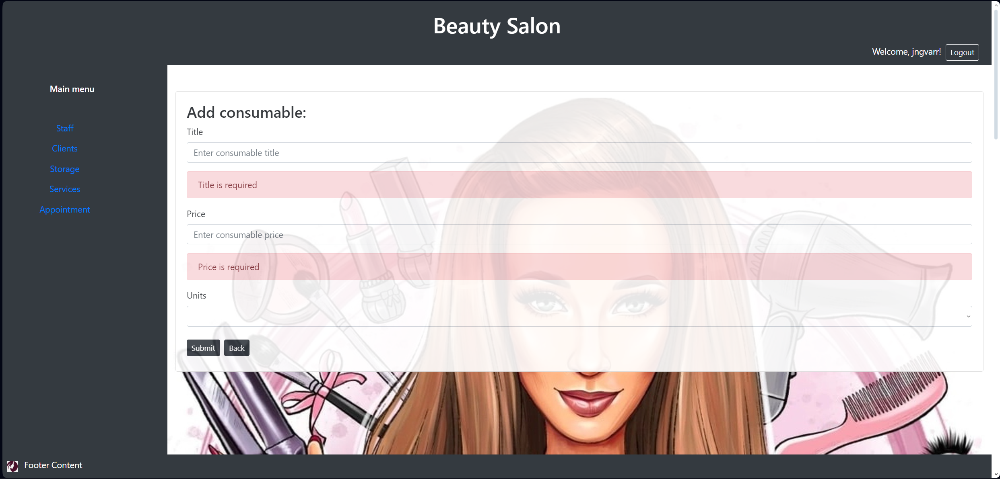 Beauty Salon
Welcome, jngvarr! Logout
Main menu
Staff
Clients
Storage
Services
Appointment
Add consumable:
Title
Enter consumable title
Title is required
Price
Enter consumable price
Price is required
Units
Submit Back
Footer Content